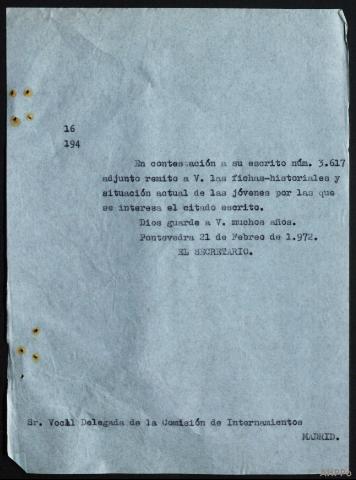 16
194
En contestación a su escrito núm. 3.617
adjunto remito a V. las fichas-historiales y
situación actual de las jóvenes por las que
se interesa el citado escrito.
Dios guarde a V. muchos años.
Pontevedra 21 de Febreo de 1.972.
EL SECRETARIO.
Sr. Vocal Delegada de la Comisión de Internamientos
MADRID.
AHPPo